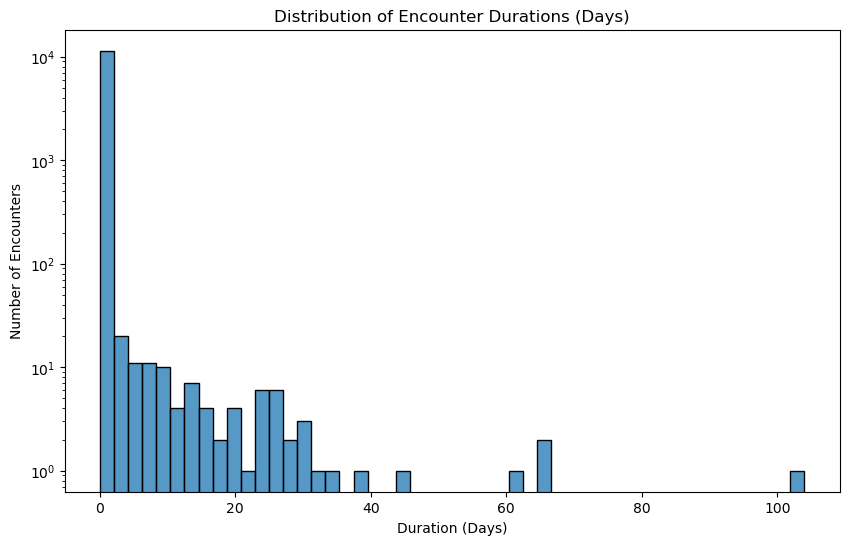 Distribution of Encounter Durations (Days)
Number of Encounters
10⁴
10³
10²
10¹
10⁰
0 20 40 60 80 100
Duration (Days)